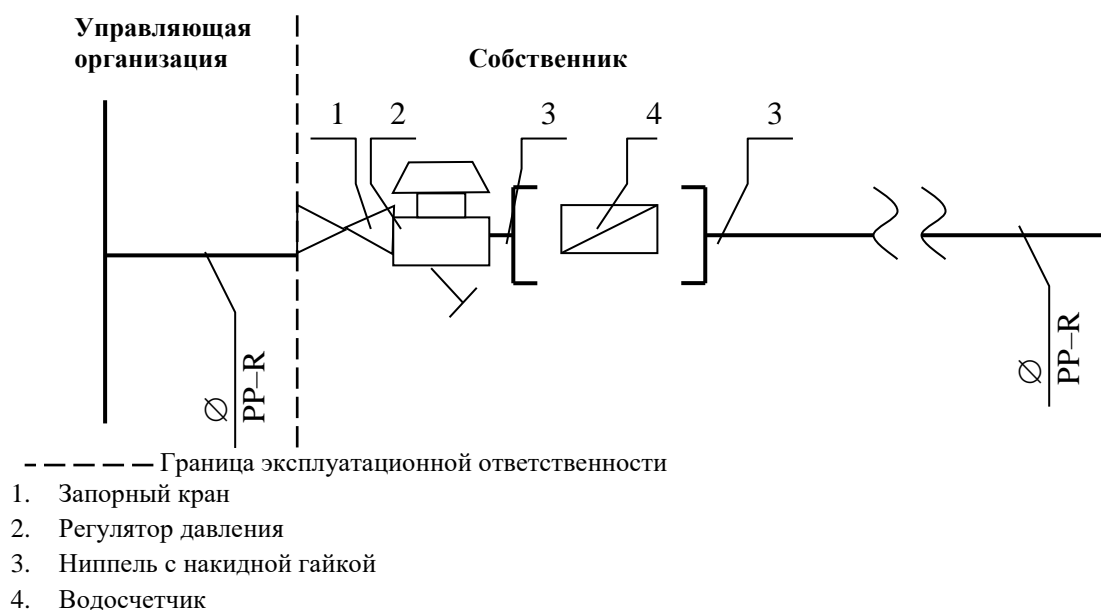 Управляющая
организация
Собственник
1 2 3 4 3
Ø
PP–R
Ø
PP–R
Граница эксплуатационной ответственности
1. Запорный кран
2. Регулятор давления
3. Ниппель с накидной гайкой
4. Водосчетчик